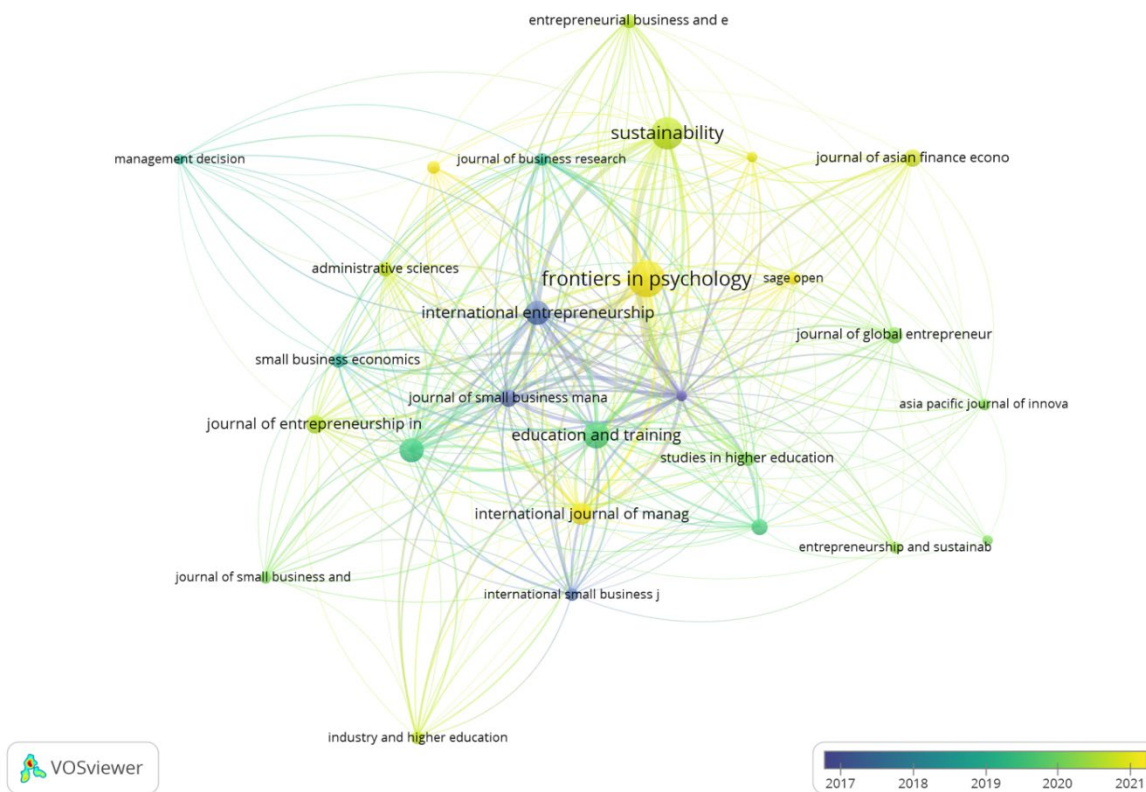 entrepreneurial business and e
sustainability
management decision
journal of business research
journal of asian finance econo
administrative sciences
frontiers in psychology
sage open
international entrepreneurship
journal of global entrepreneur
small business economics
journal of small business mana
asia pacific journal of innova
journal of entrepreneurship in
education and training
studies in higher education
international journal of manag
entrepreneurship and sustainab
journal of small business and
international small business j
industry and higher education
VOSviewer
2017 2018 2019 2020 2021